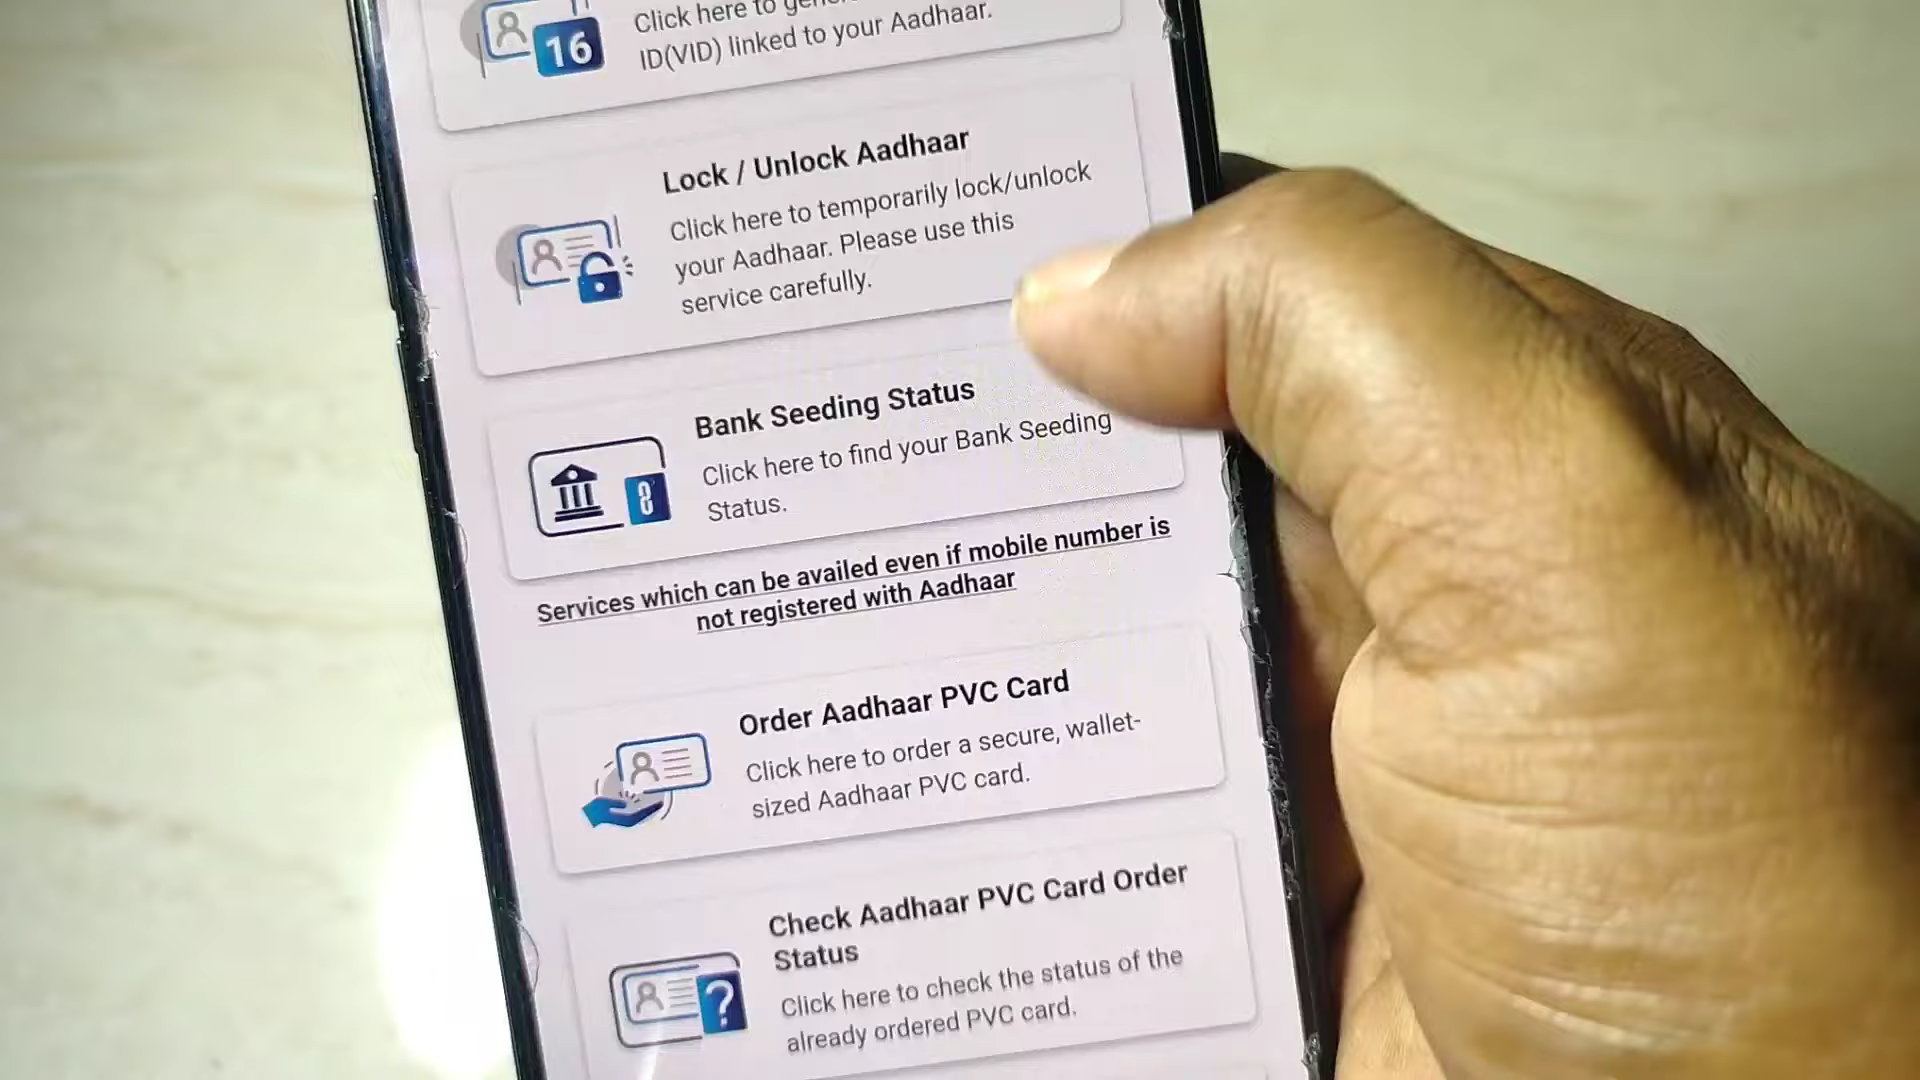 Click here to
ID(VID) linked to your Aadhaar.
16
Lock / Unlock Aadhaar
Click here to temporarily lock/unlock
your Aadhaar. Please use this
service carefully.
Bank Seeding Status
Click here to find your Bank Seeding
Status.
Services which can be availed even if mobile number is
not registered with Aadhaar
Order Aadhaar PVC Card
Click here to order a secure, wallet-
sized Aadhaar PVC card.
Check Aadhaar PVC Card Order
Status
?
Click here to check the status of the
already ordered PVC card.